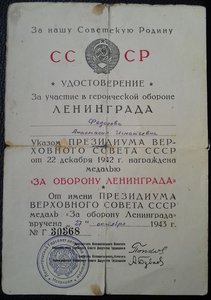 За нашу Советскую Родину
СССР
УДОСТОВЕРЕНИЕ
За участие в героической обороне
ЛЕНИНГРАДА
Федорова
Указом ПРЕЗИДИУМА ВЕР-
ХОВНОГО СОВЕТА СССР
от 22 декабря 1942 г. награждена
медалью
«ЗА ОБОРОНУ ЛЕНИНГРАДА»
От имени ПРЕЗИДИУМА
ВЕРХОВНОГО СОВЕТА СССР
медаль «За оборону Ленинграда»
вручена 1943 г.
№ Г 30368